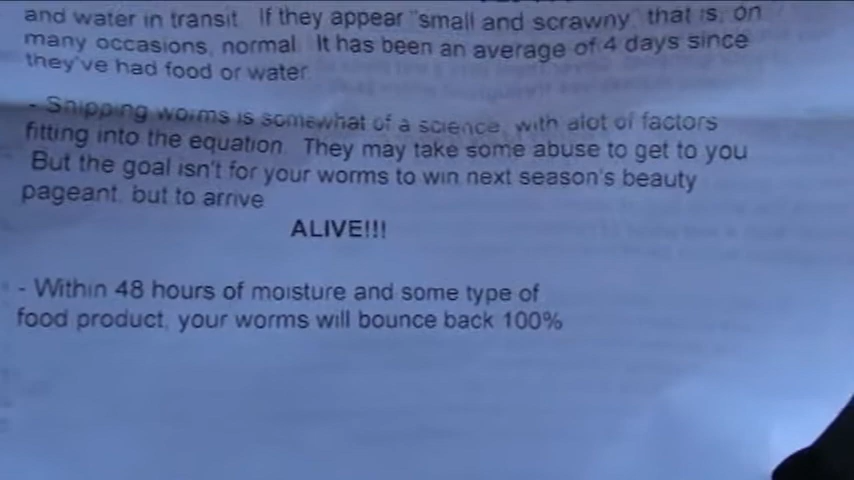 and water in transit. If they appear "small and scrawny" that is, on
many occasions, normal. It has been an average of 4 days since
they've had food or water.
- Shipping worms is somewhat of a science, with alot of factors
fitting into the equation. They may take some abuse to get to you
But the goal isn't for your worms to win next season's beauty
pageant, but to arrive
ALIVE!!!
- Within 48 hours of moisture and some type of
food product, your worms will bounce back 100%